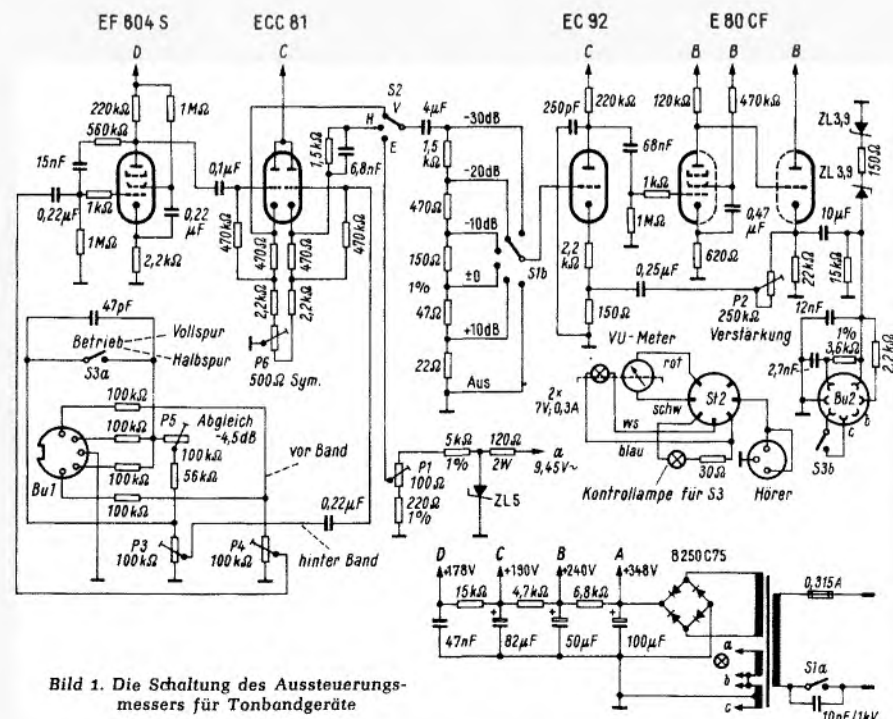 EF 804 S
ECC 81
EC 92
E 80 CF
D
C
C
B
B
B
S2
220kΩ
1MΩ
560kΩ
15nF
0,22µF
1kΩ
1MΩ
0,22 µF
2,2kΩ
0,1µF
470kΩ
470Ω
470Ω
470kΩ
2,2kΩ
2,2kΩ
P6
500Ω Sym.
H
V
E
1,5 kΩ
6,8nF
4µF
-30dB
1,5 kΩ
-20dB
470Ω
-10dB
150Ω
1%
±0
47Ω
+10dB
22Ω
Aus
S1b
250pF
220kΩ
68nF
2,2 kΩ
150Ω
1kΩ
1MΩ
120kΩ
470kΩ
0,47 µF
620Ω
0,25µF
P2
250kΩ
Verstärkung
22kΩ
10µF
15kΩ
ZL3,9
150Ω
ZL3,9
12nF
1%
3,6kΩ
2,7nF
2,2kΩ
Bu2
b
c
S3b
47pF
Betrieb
Vollspur
Halbspur
S3a
100kΩ
100kΩ
100kΩ
100kΩ
Bu1
P5
Abgleich
-4,5dB
100kΩ
56kΩ
vor Band
P3
100kΩ
P4
100kΩ
0,22µF
hinter Band
P1
100Ω
220Ω
1%
5kΩ
1%
120Ω
2W
ZL5
a
9,45V~
VU-Meter
2×
7V; 0,3A
rot
schw
ws
blau
St2
30Ω
Kontrollampe für S3
Hörer
D
+178V
C
+190V
B
+240V
A
+348V
15kΩ
4,7kΩ
6,8kΩ
47nF
82µF
50µF
100µF
B250C75
a
b
c
0,315A
S1a
10nF/1kV
Bild 1. Die Schaltung des Aussteuerungs-
messers für Tonbandgeräte